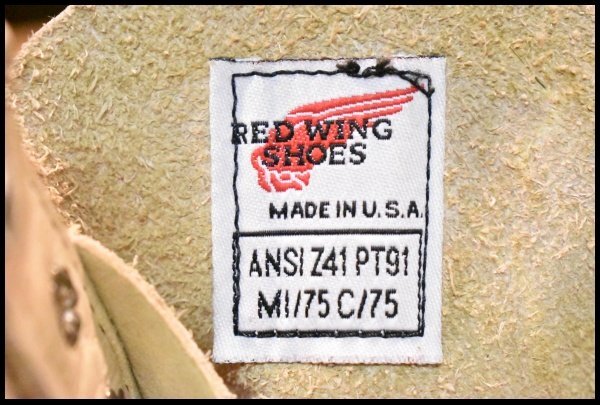 RED WING
SHOES
MADE IN U.S.A.
ANSI Z41 PT91
MI/75 C/75